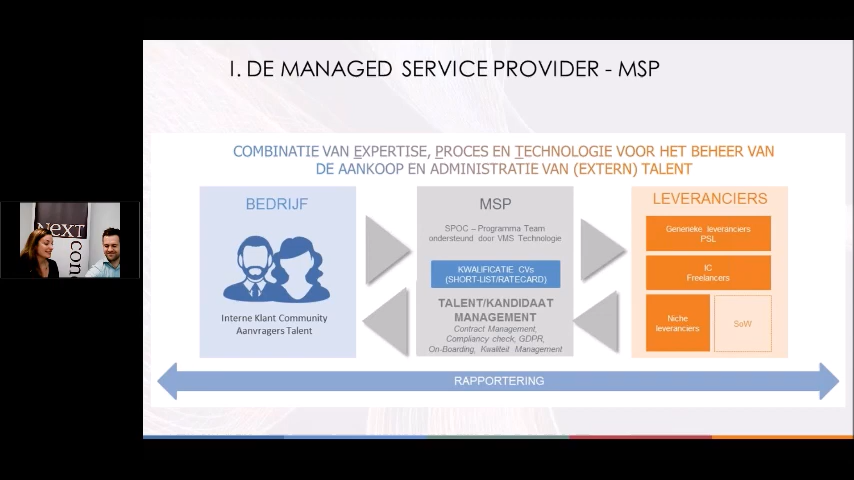 I. DE MANAGED SERVICE PROVIDER - MSP
COMBINATIE VAN EXPERTISE, PROCES EN TECHNOLOGIE VOOR HET BEHEER VAN
DE AANKOOP EN ADMINISTRATIE VAN (EXTERN) TALENT
BEDRIJF
Interne Klant Community
Aanvragers Talent
MSP
SPOC – Programma Team
ondersteund door VMS Technologie
KWALIFICATIE CVs
(SHORT-LIST/RATECARD)
TALENT/KANDIDAAT
MANAGEMENT
Contract Management,
Compliancy check, GDPR,
On-Boarding, Kwaliteit Management
LEVERANCIERS
Generieke leveranciers
PSL
IC
Freelancers
Niche
leveranciers
SoW
RAPPORTERING
NeXT
con